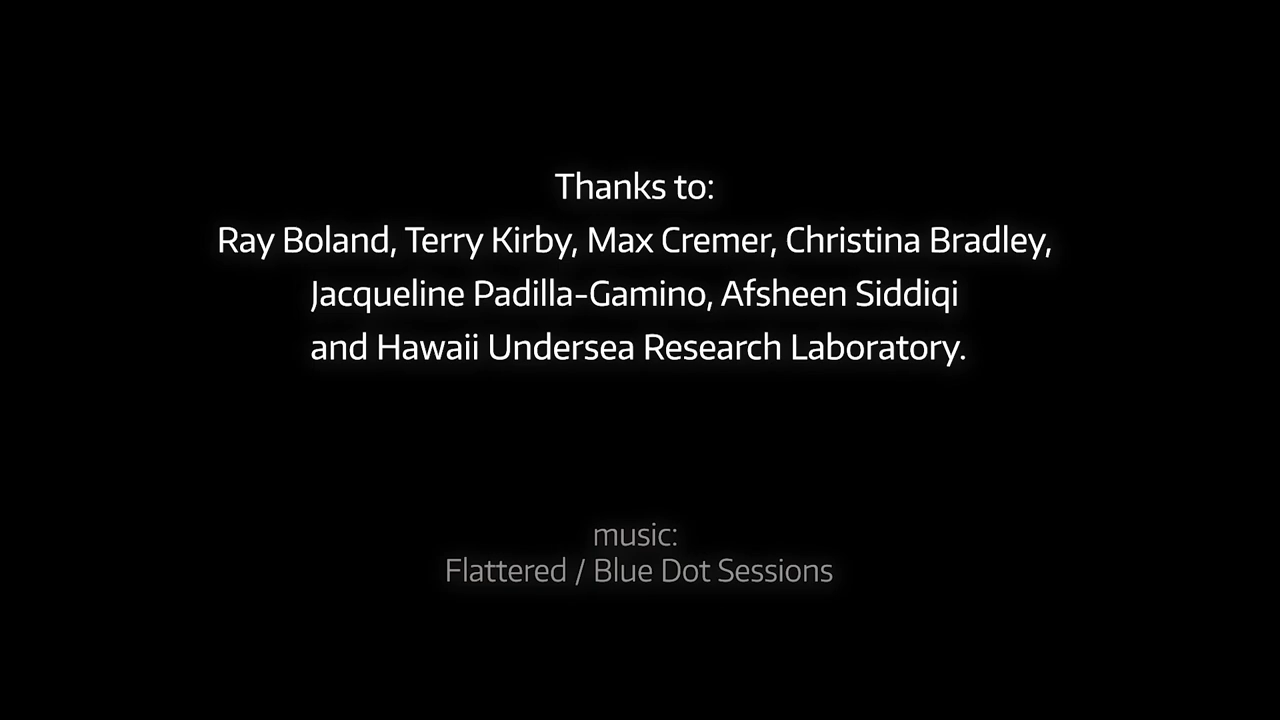 Thanks to:
Ray Boland, Terry Kirby, Max Cremer, Christina Bradley,
Jacqueline Padilla-Gamino, Afsheen Siddiqi
and Hawaii Undersea Research Laboratory.
music:
Flattered / Blue Dot Sessions